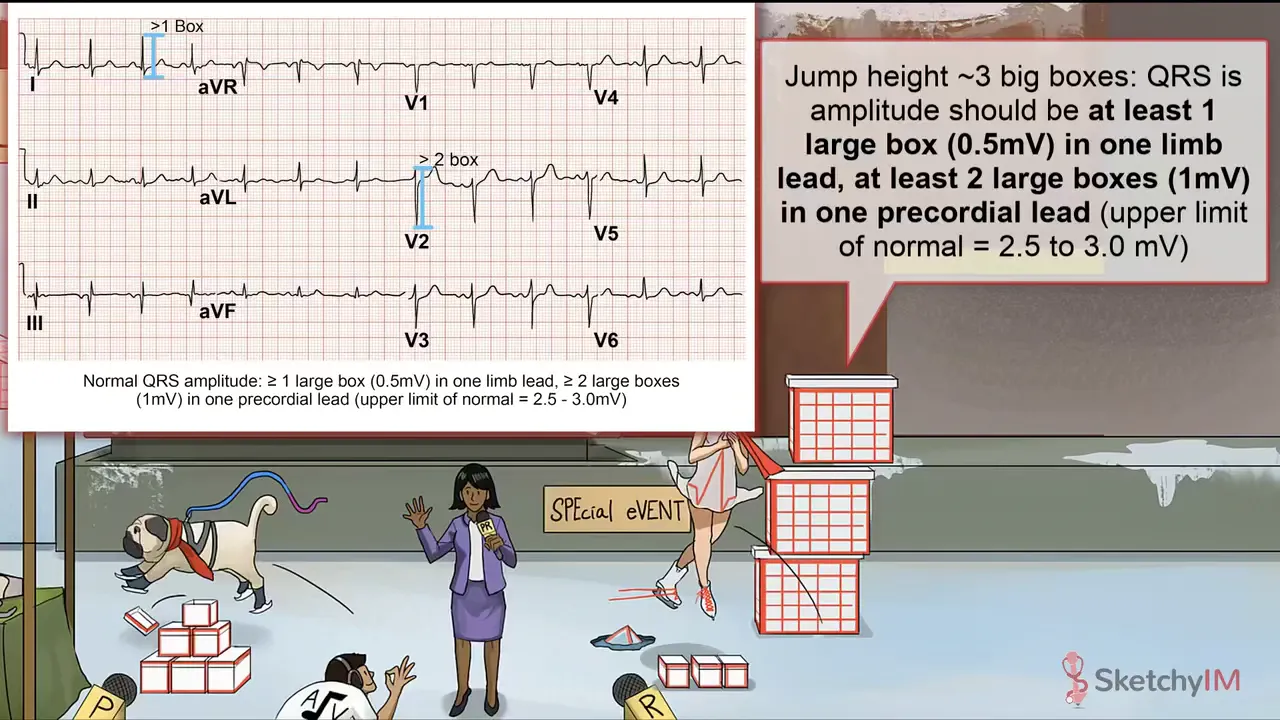 >1 Box
I
aVR
V1
V4
> 2 box
II
aVL
V2
V5
III
aVF
V3
V6
Normal QRS amplitude: ≥ 1 large box (0.5mV) in one limb lead, ≥ 2 large boxes
(1mV) in one precordial lead (upper limit of normal = 2.5 - 3.0mV)
Jump height ~3 big boxes: QRS is
amplitude should be at least 1
large box (0.5mV) in one limb
lead, at least 2 large boxes (1mV)
in one precordial lead (upper limit
of normal = 2.5 to 3.0 mV)
SPEcial eVENT
PR
P
A V
R
SketchyIM